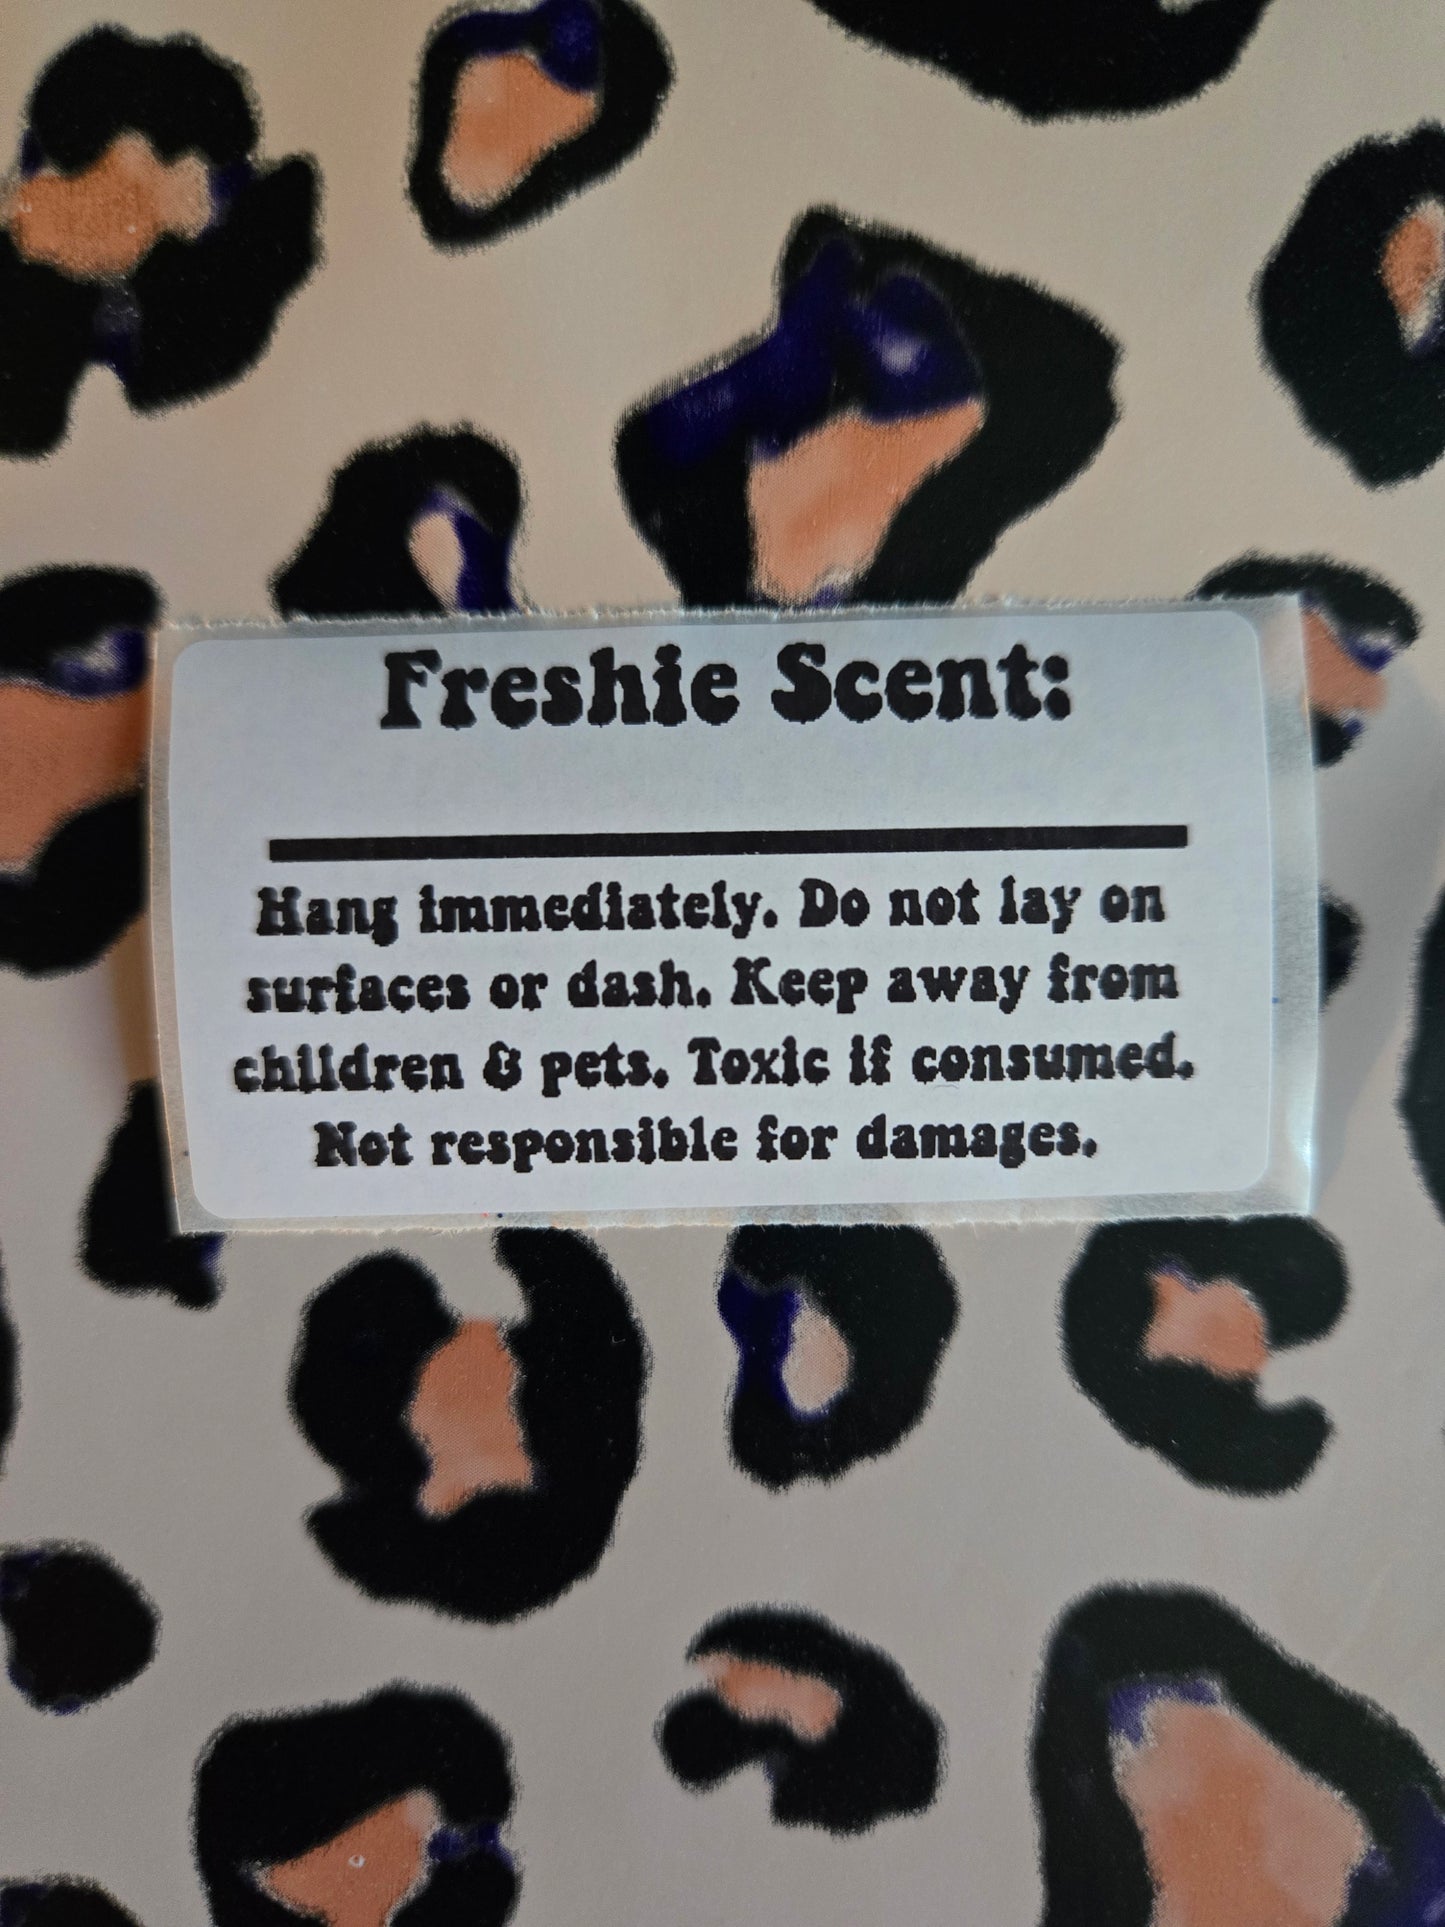 Freshie Scent:
Hang immediately. Do not lay on
surfaces or dash. Keep away from
children & pets. Toxic if consumed.
Not responsible for damages.